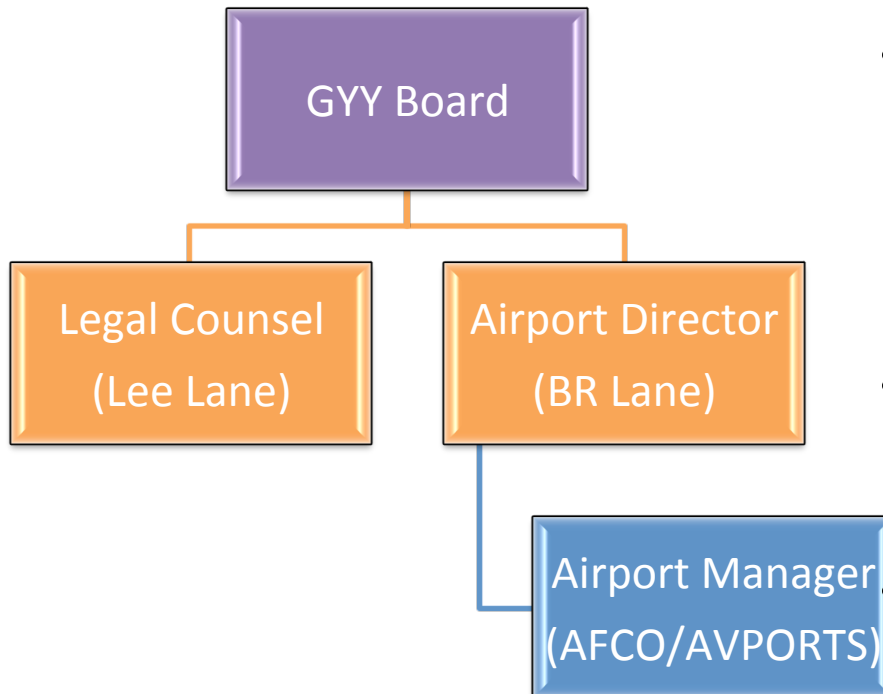 GYY Board
Legal Counsel
(Lee Lane)
Airport Director
(BR Lane)
Airport Manager
(AFCO/AVPORTS)